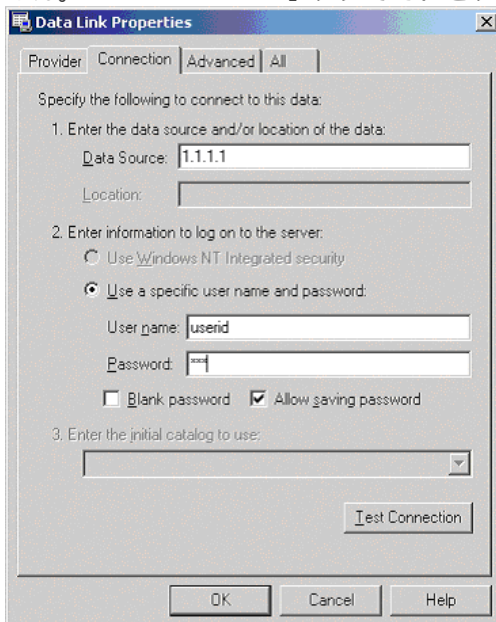 Data Link Properties
Provider Connection Advanced All
Specify the following to connect to this data:
1. Enter the data source and/or location of the data:
Data Source: 1.1.1.1
Location:
2. Enter information to log on to the server:
Use Windows NT Integrated security
Use a specific user name and password:
User name: userid
Password: ***
Blank password Allow saving password
3. Enter the initial catalog to use:
Test Connection
OK Cancel Help